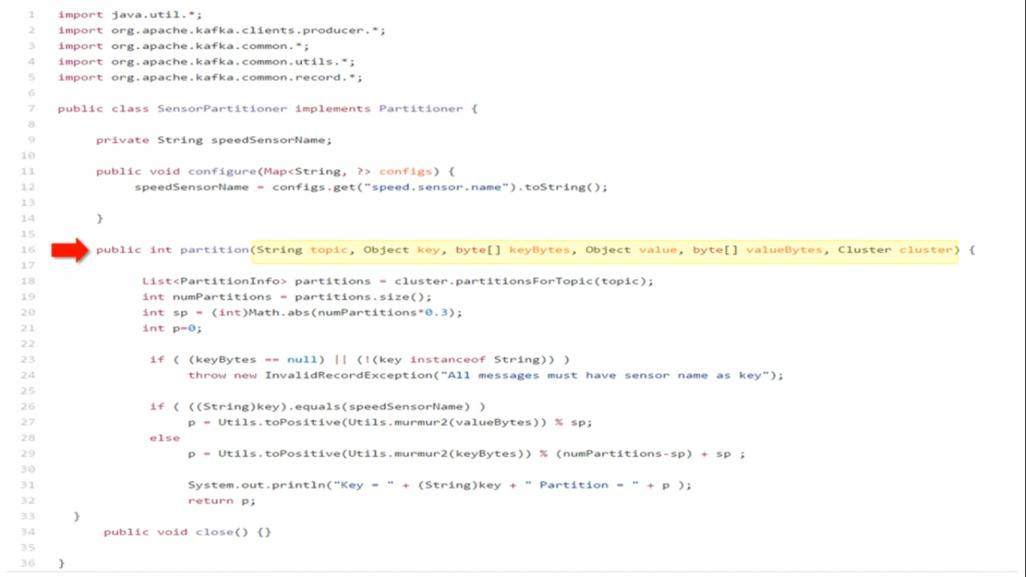 1 import java.util.*;
2 import org.apache.kafka.clients.producer.*;
3 import org.apache.kafka.common.*;
4 import org.apache.kafka.common.utils.*;
5 import org.apache.kafka.common.record.*;
6
7 public class SensorPartitioner implements Partitioner {
8
9 private String speedSensorName;
10
11 public void configure(Map<String, ?> configs) {
12 speedSensorName = configs.get("speed.sensor.name").toString();
13
14 }
15
16 public int partition(String topic, Object key, byte[] keyBytes, Object value, byte[] valueBytes, Cluster cluster) {
17
18 List<PartitionInfo> partitions = cluster.partitionsForTopic(topic);
19 int numPartitions = partitions.size();
20 int sp = (int)Math.abs(numPartitions*0.3);
21 int p=0;
22
23 if ( (keyBytes == null) || (!(key instanceof String)) )
24 throw new InvalidRecordException("All messages must have sensor name as key");
25
26 if ( ((String)key).equals(speedSensorName) )
27 p = Utils.toPositive(Utils.murmur2(valueBytes)) % sp;
28 else
29 p = Utils.toPositive(Utils.murmur2(keyBytes)) % (numPartitions-sp) + sp ;
30
31 System.out.println("Key = " + (String)key + " Partition = " + p );
32 return p;
33 }
34 public void close() {}
35
36 }